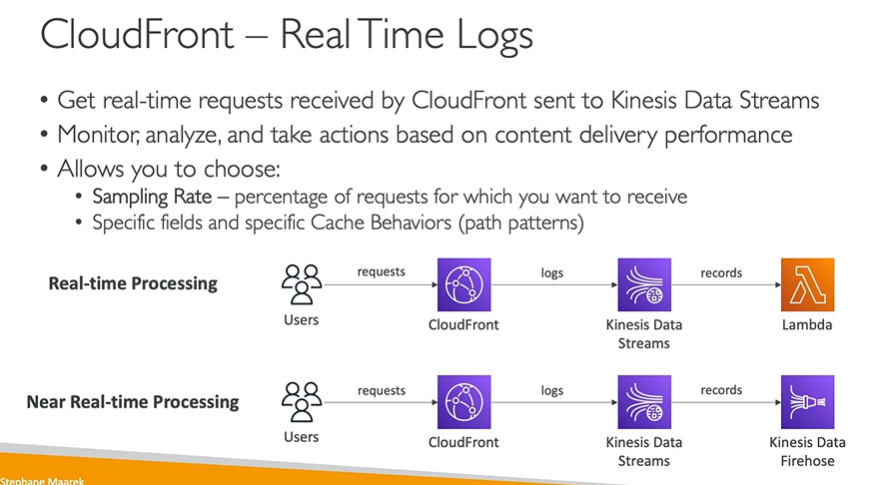 CloudFront – Real Time Logs
• Get real-time requests received by CloudFront sent to Kinesis Data Streams
• Monitor, analyze, and take actions based on content delivery performance
• Allows you to choose:
• Sampling Rate – percentage of requests for which you want to receive
• Specific fields and specific Cache Behaviors (path patterns)
Real-time Processing
requests
logs
records
Users
CloudFront
Kinesis Data
Streams
Lambda
Near Real-time Processing
requests
logs
records
Users
CloudFront
Kinesis Data
Streams
Kinesis Data
Firehose
Stephane Maarek